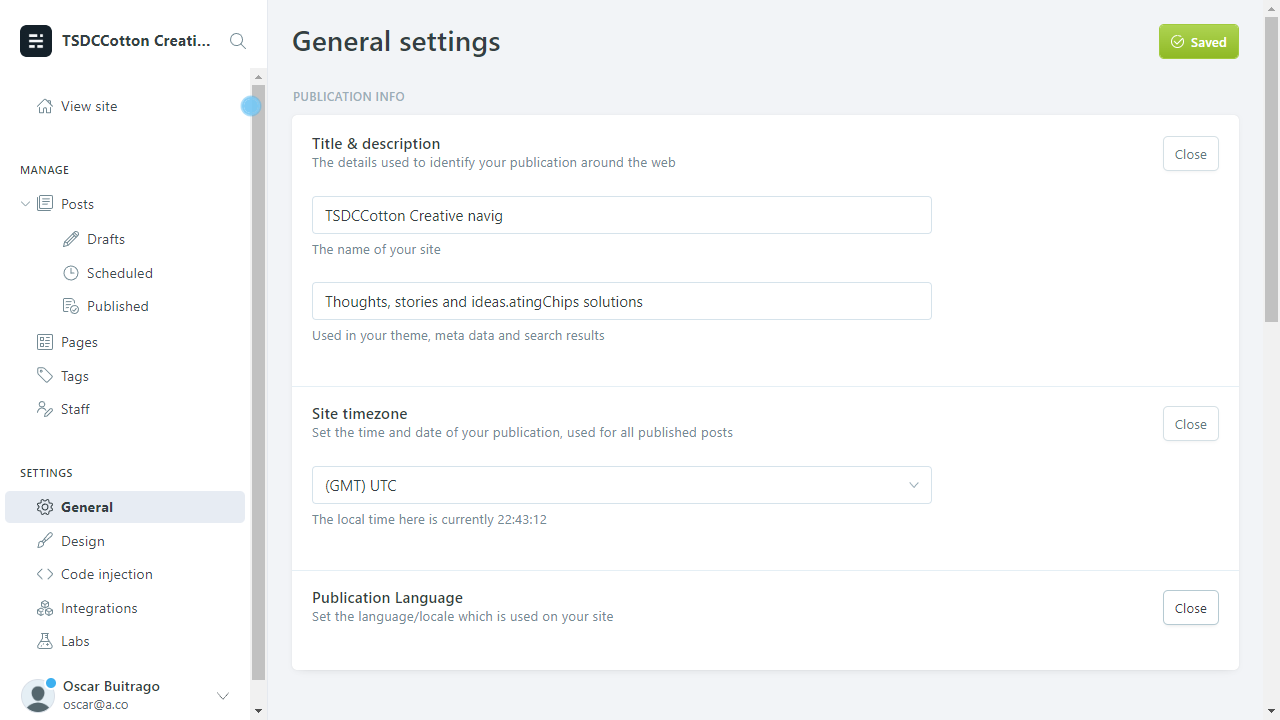 TSDCCotton Creati...
View site
MANAGE
Posts
Drafts
Scheduled
Published
Pages
Tags
Staff
SETTINGS
General
Design
Code injection
Integrations
Labs
Oscar Buitrago
oscar@a.co
General settings
Saved
PUBLICATION INFO
Title & description
The details used to identify your publication around the web
Close
TSDCCotton Creative navig
The name of your site
Thoughts, stories and ideas.atingChips solutions
Used in your theme, meta data and search results
Site timezone
Set the time and date of your publication, used for all published posts
Close
(GMT) UTC
The local time here is currently 22:43:12
Publication Language
Set the language/locale which is used on your site
Close